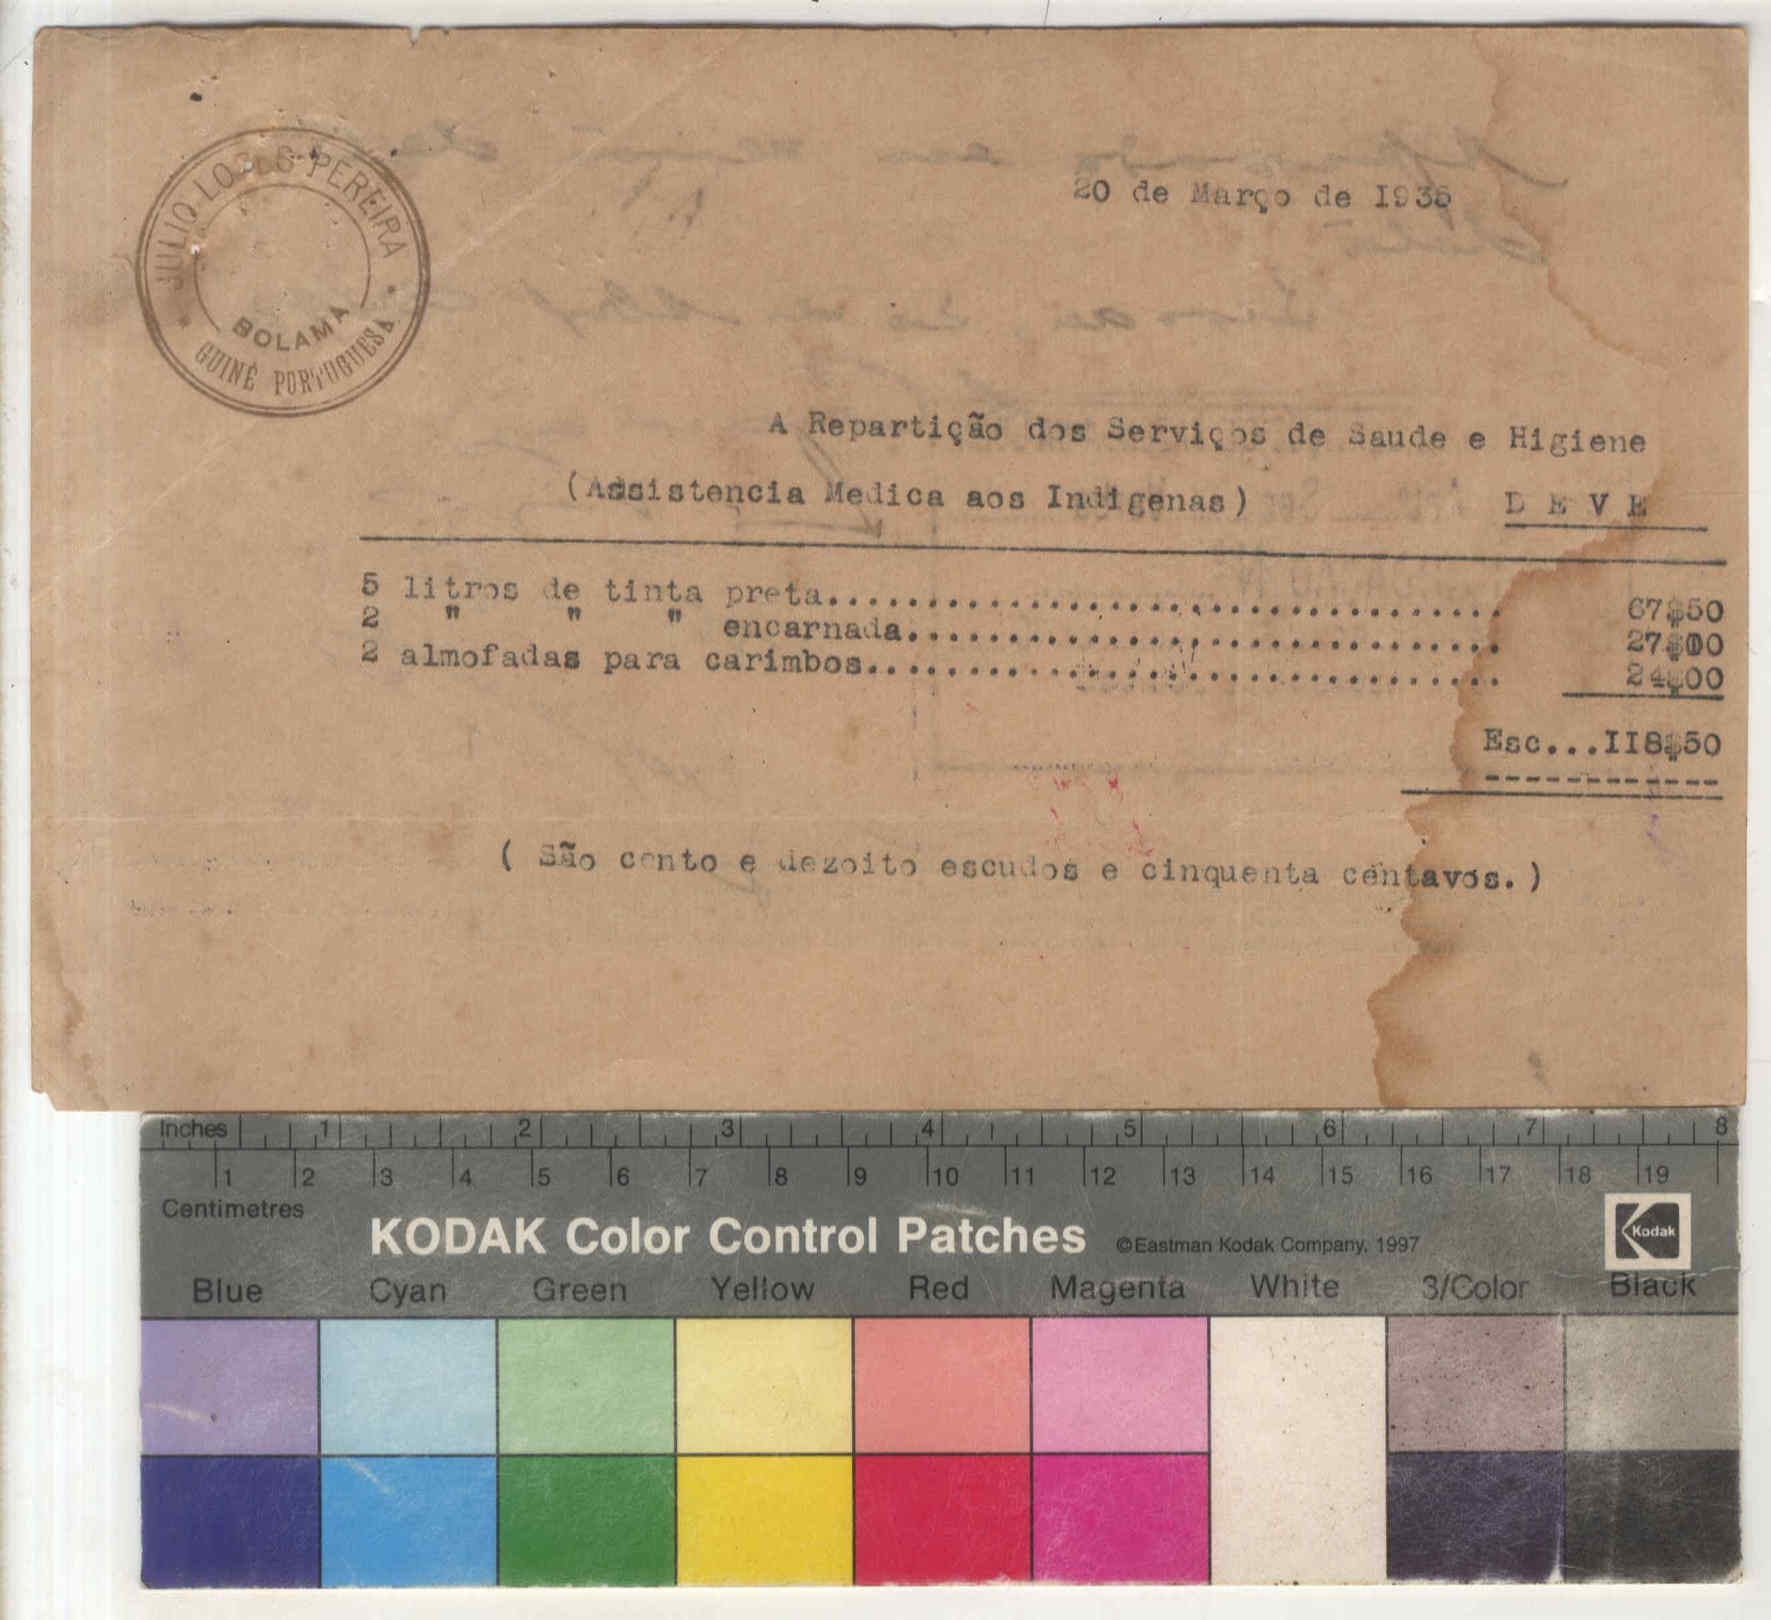 JULIO LOPES PEREIRA
BOLAMA
GUINÉ PORTUGUESA
20 de Março de I936
A Repartição dos Serviços de Saude e Higiene
(Assistencia Medica aos Indigenas) D E V E
5 litros de tinta preta.................................. 67$50
2 " " " encarnada.............................. 27$00
2 almofadas para carimbos................................ 24$00
Esc...II8$50
( São cento e dezoito escudos e cinquenta centavos.)
Inches 1 2 3 4 5 6 7 8
1 2 3 4 5 6 7 8 9 10 11 12 13 14 15 16 17 18 19
Centimetres
KODAK Color Control Patches ©Eastman Kodak Company, 1997 Kodak
Blue Cyan Green Yellow Red Magenta White 3/Color Black